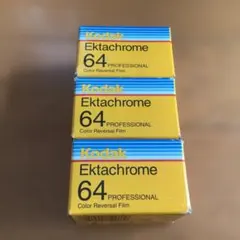 Kodak
Ektachrome
64 PROFESSIONAL
Color Reversal Film
Kodak
Ektachrome
64 PROFESSIONAL
Color Reversal Film
Kodak
Ektachrome
64 PROFESSIONAL
Color Reversal Film